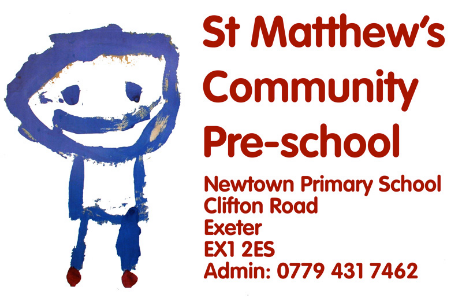 St Matthew's
Community
Pre-school
Newtown Primary School
Clifton Road
Exeter
EX1 2ES
Admin: 0779 431 7462